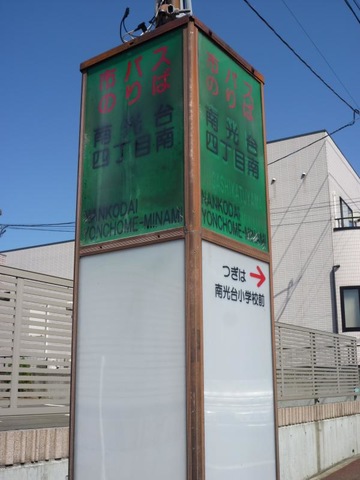 市バス
のりば
南光台
四丁目南
NANKODAI
YONCHOME-MINAMI
市バス
のりば
南光台
四丁目南
NANKODAI
YONCHOME-
つぎは
南光台小学校前